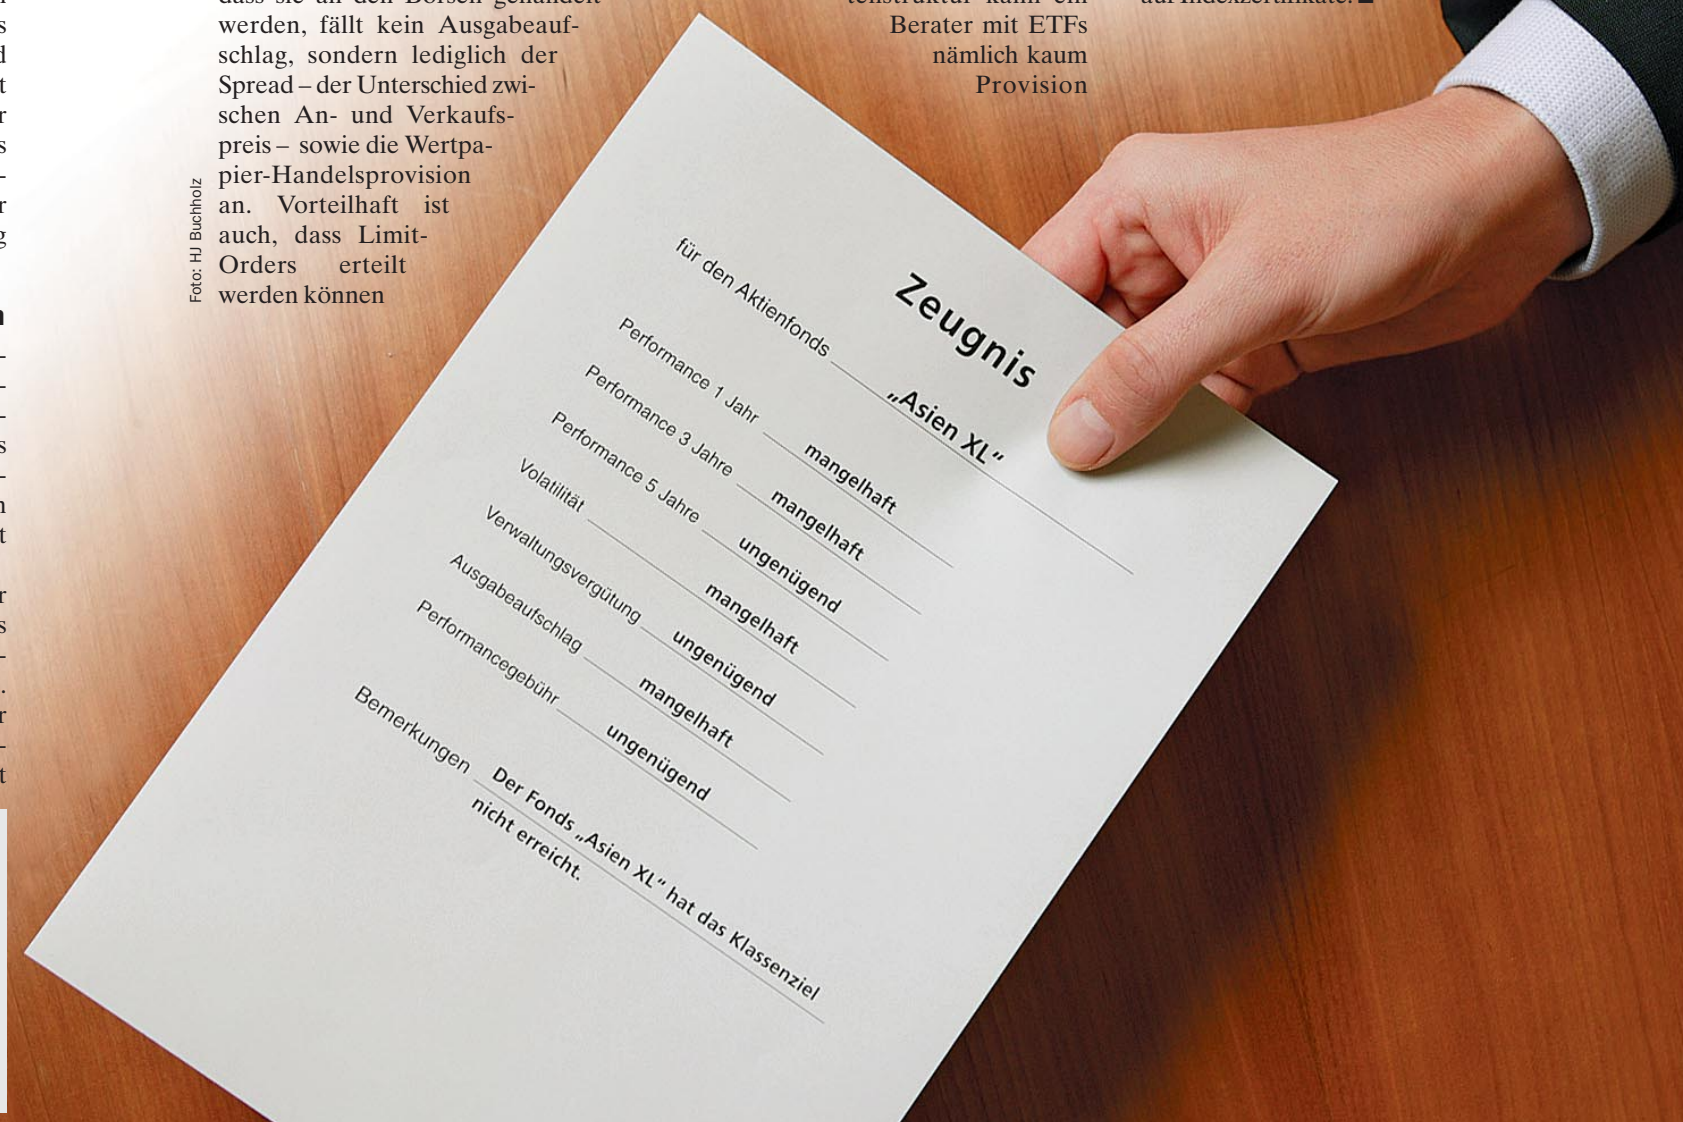 werden, fällt kein Ausgabeauf-
schlag, sondern lediglich der
Spread – der Unterschied zwi-
schen An- und Verkaufs-
preis – sowie die Wertpa-
pier-Handelsprovision
an. Vorteilhaft ist
auch, dass Limit-
Orders erteilt
werden können
Foto: HJ Buchholz
Berater mit ETFs
nämlich kaum
Provision
auf Indexzertifikate.
Zeugnis
für den Aktienfonds „Asien XL“
Performance 1 Jahr mangelhaft
Performance 3 Jahre mangelhaft
Performance 5 Jahre ungenügend
Volatilität mangelhaft
Verwaltungsvergütung ungenügend
Ausgabeaufschlag mangelhaft
Performancegebühr ungenügend
Bemerkungen Der Fonds „Asien XL“ hat das Klassenziel
nicht erreicht.